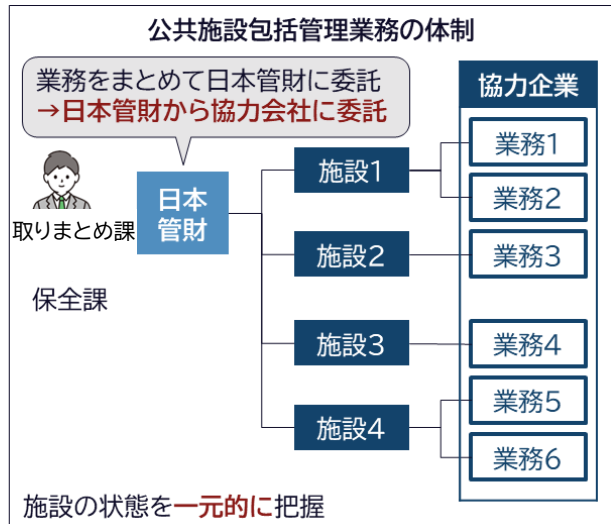 公共施設包括管理業務の体制
業務をまとめて日本管財に委託
→日本管財から協力会社に委託
取りまとめ課
保全課
日本
管財
施設1
施設2
施設3
施設4
協力企業
業務1
業務2
業務3
業務4
業務5
業務6
施設の状態を一元的に把握